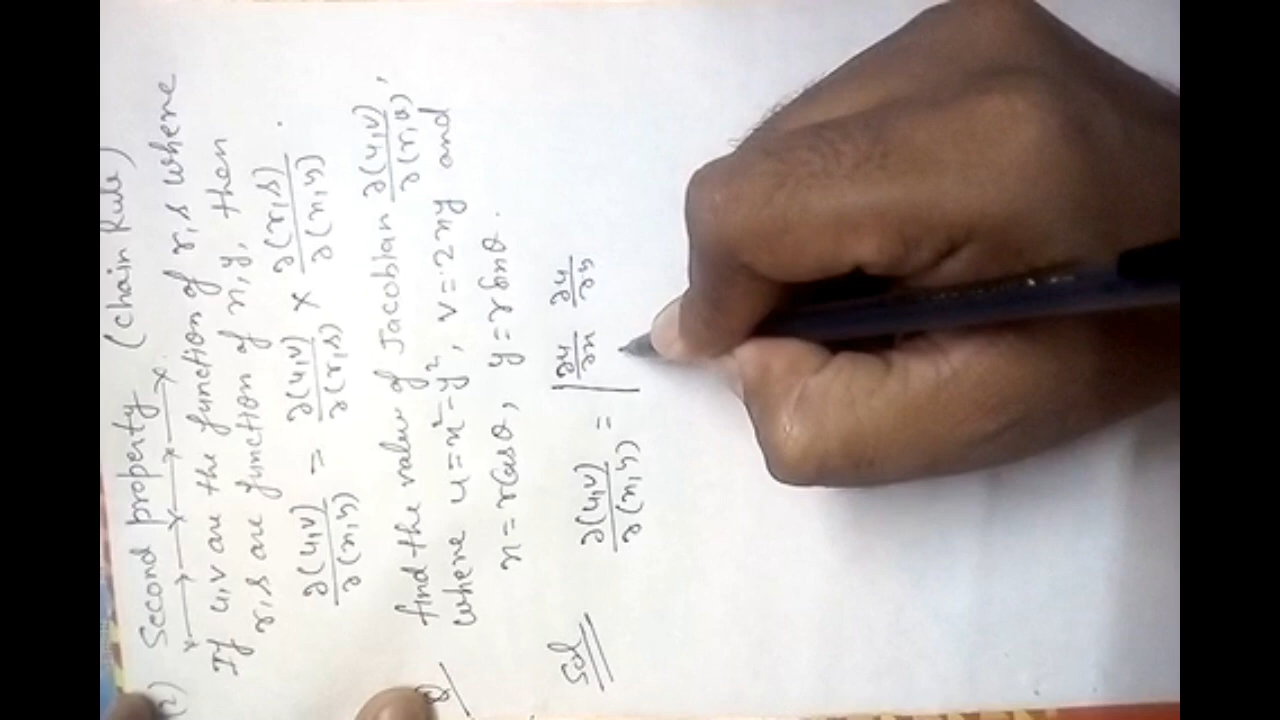 (2) Second property (Chain Rule)
If u,v are the function of r,s where
r,s are function of x,y, then
∂(u,v)/∂(x,y) = ∂(u,v)/∂(r,s) × ∂(r,s)/∂(x,y) .
Q/ find the value of Jacobian ∂(u,v)/∂(r,θ) ,
where u = x²-y², v = 2xy and
x = r cosθ, y = r sinθ.
Sol ∂(u,v)/∂(x,y) = | ∂u/∂x ∂u/∂y